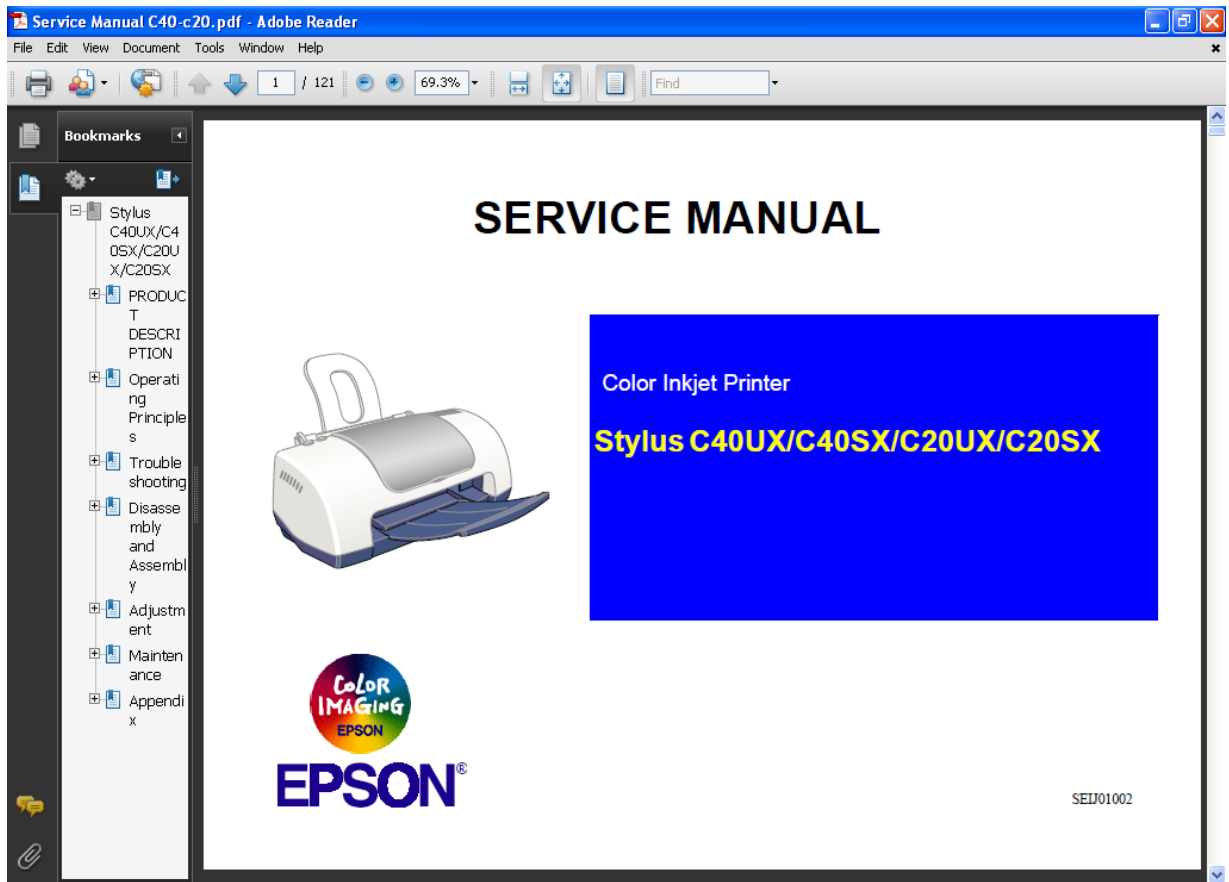 Service Manual C40-c20.pdf - Adobe Reader
File Edit View Document Tools Window Help
1 / 121 69.3% Find
Bookmarks
Stylus
C40UX/C4
0SX/C20U
X/C20SX
PRODUC
T
DESCRI
PTION
Operati
ng
Principle
s
Trouble
shooting
Disasse
mbly
and
Assembl
y
Adjustm
ent
Mainten
ance
Appendi
x
SERVICE MANUAL
Color Inkjet Printer
Stylus C40UX/C40SX/C20UX/C20SX
COLOR
IMAGING
EPSON
EPSON®
SEIJ01002